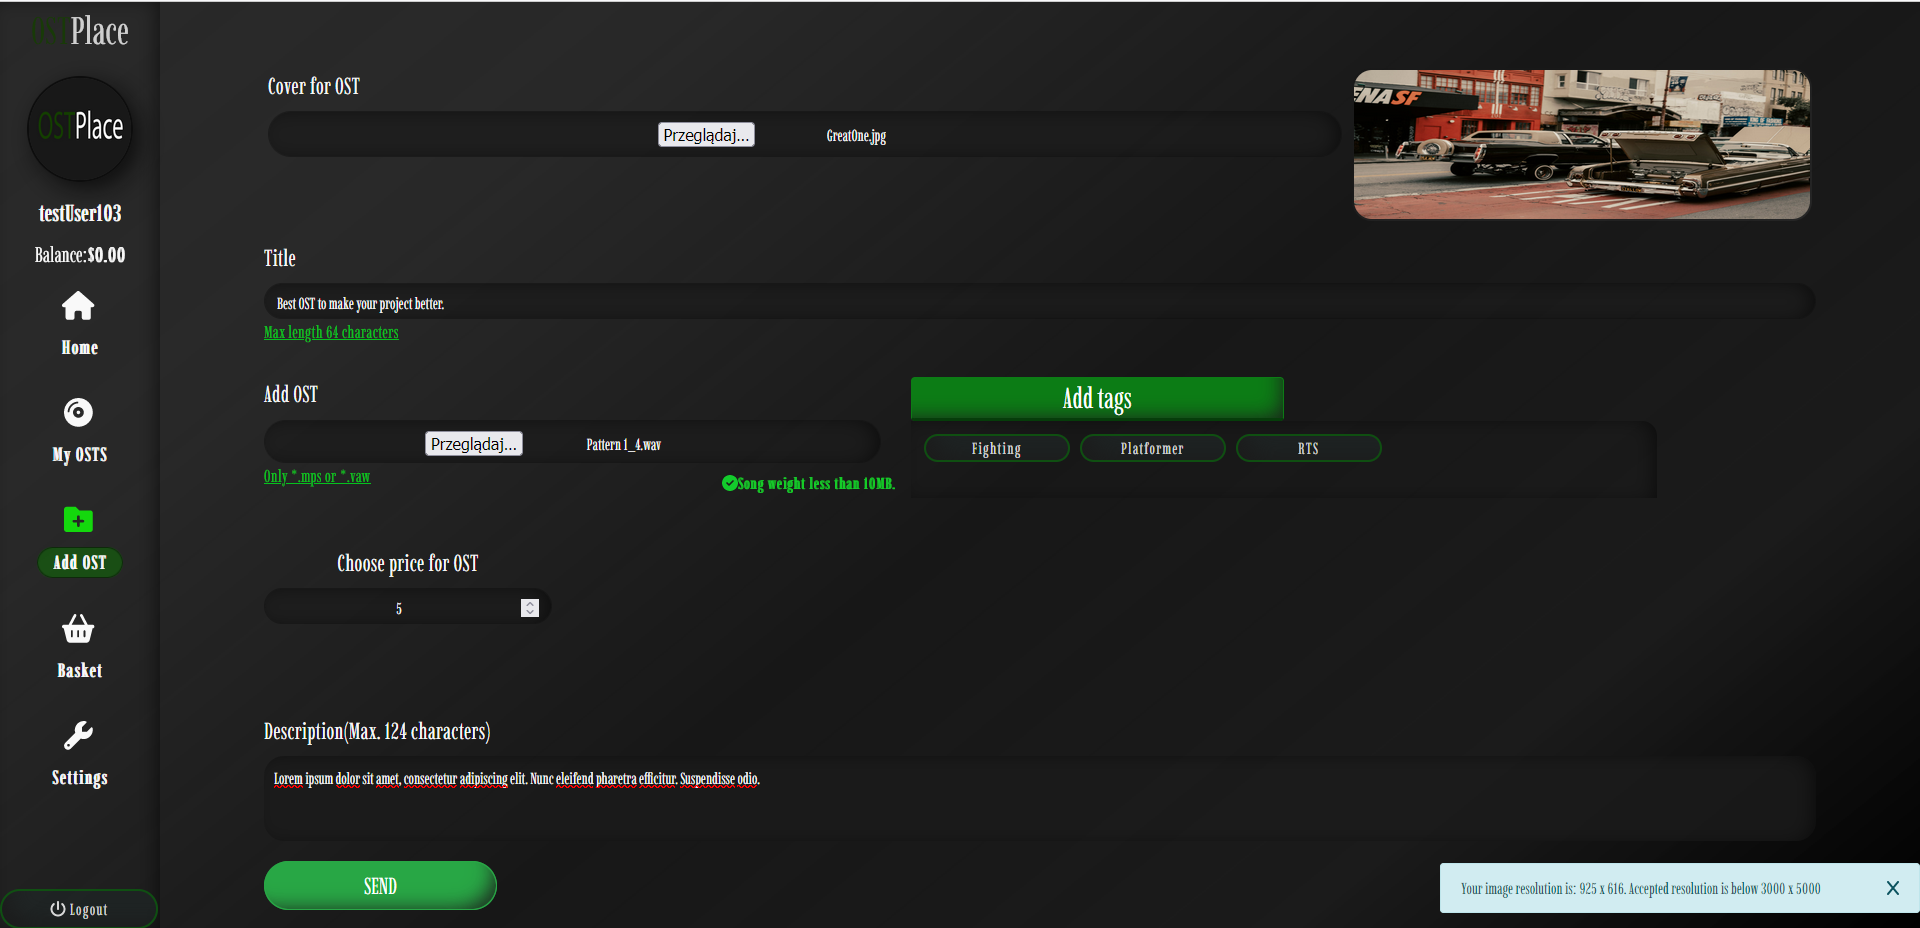 OSTPlace
OSTPlace
testUser103
Balance:$0.00
Home
My OSTS
Add OST
Basket
Settings
Logout
Cover for OST
Przeglądaj... GreatOne.jpg
ENASF
Title
Best OST to make your project better.
Max length 64 characters
Add OST
Przeglądaj... Pattern 1_4.wav
Only *.mps or *.vaw
Song weight less than 10MB.
Add tags
Fighting Platformer RTS
Choose price for OST
5
Description(Max. 124 characters)
Lorem ipsum dolor sit amet, consectetur adipiscing elit. Nunc eleifend pharetra efficitur. Suspendisse odio.
SEND
Your image resolution is: 925 x 616. Accepted resolution is below 3000 x 5000